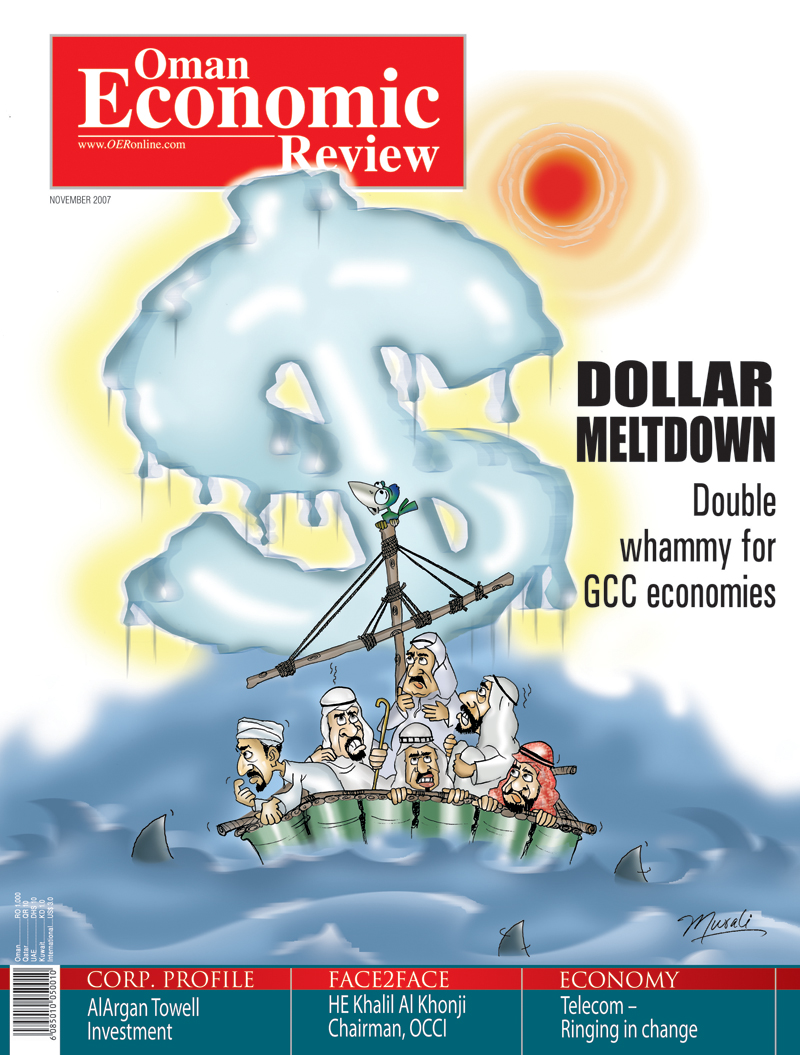 Oman
Economic
www.OERonline.com
Review
NOVEMBER 2007
DOLLAR
MELTDOWN
Double
whammy for
GCC economies
Murali
Oman............RO 1.000
Qatar............QR 10
UAE............DHS 10
Kuwait............KD 1.0
International....US$ 3.0
6 085010 050010
CORP. PROFILE
AlArgan Towell
Investment
FACE2FACE
HE Khalil Al Khonji
Chairman, OCCI
ECONOMY
Telecom –
Ringing in change